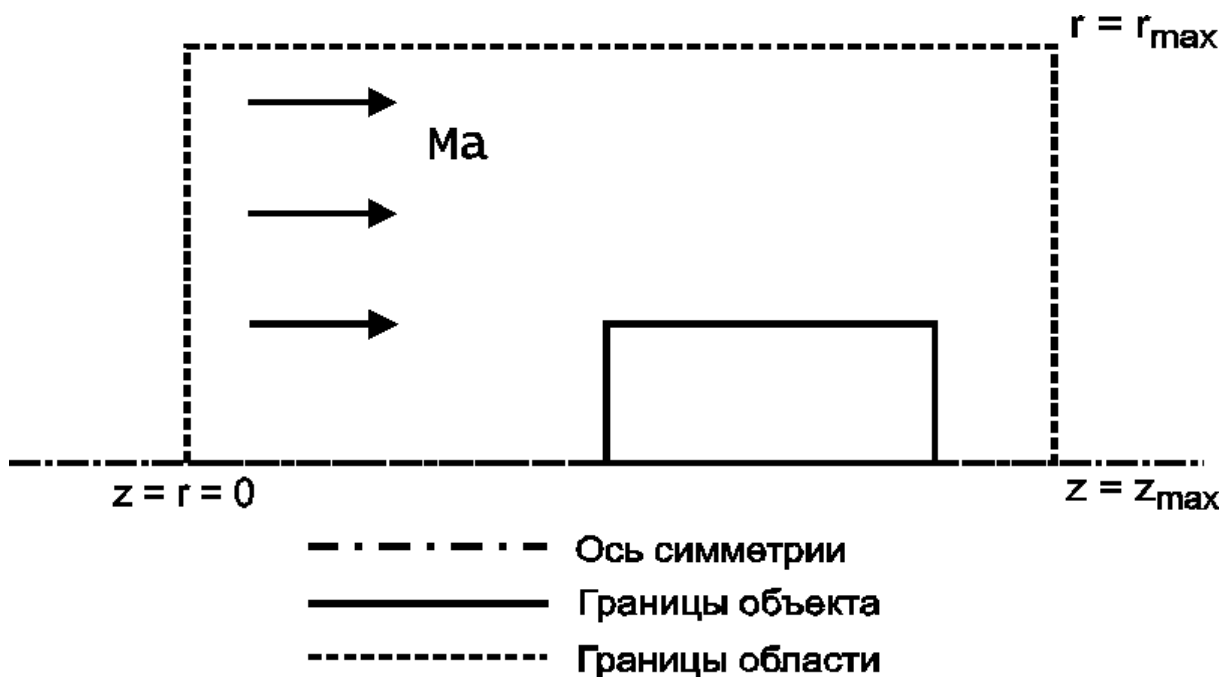 r = rmax
Ma
z = r = 0
z = zmax
Ось симметрии
Границы объекта
Границы области